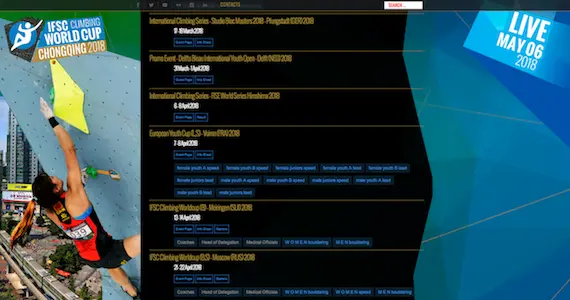 CONTACTS
SEARCH
IFSC CLIMBING
WORLD CUP
CHONGQING 2018
LIVE
MAY 06
2018
International Climbing Series - Studio Bloc Masters 2018 - Pfungstadt (GER) 2018
17-18 March 2018
Event Page Info Sheet
Promo Event - Delfts Bleau International Youth Open - Delft (NED) 2018
31 March - 1 April 2018
Event Page Info Sheet
International Climbing Series - RISE World Series Hiroshima 2018
6-8 April 2018
Event Page
European Youth Cup (L,S) - Voiron (FRA) 2018
7-8 April 2018
Event Page Info Sheet
female youth A speed female youth B speed female juniors speed female youth A lead female youth B lead
female juniors lead male youth A speed male youth B speed male juniors speed male youth A lead
male youth B lead male juniors lead
IFSC Climbing Worldcup (B) - Meiringen (SUI) 2018
13-14 April 2018
Event Page Info Sheet
Coaches Head of Delegation Medical Officials W O M E N bouldering M E N bouldering
IFSC Climbing Worldcup (B,S) - Moscow (RUS) 2018
21-22 April 2018
Event Page Info Sheet
Coaches Head of Delegation Medical Officials W O M E N bouldering W O M E N speed M E N bouldering